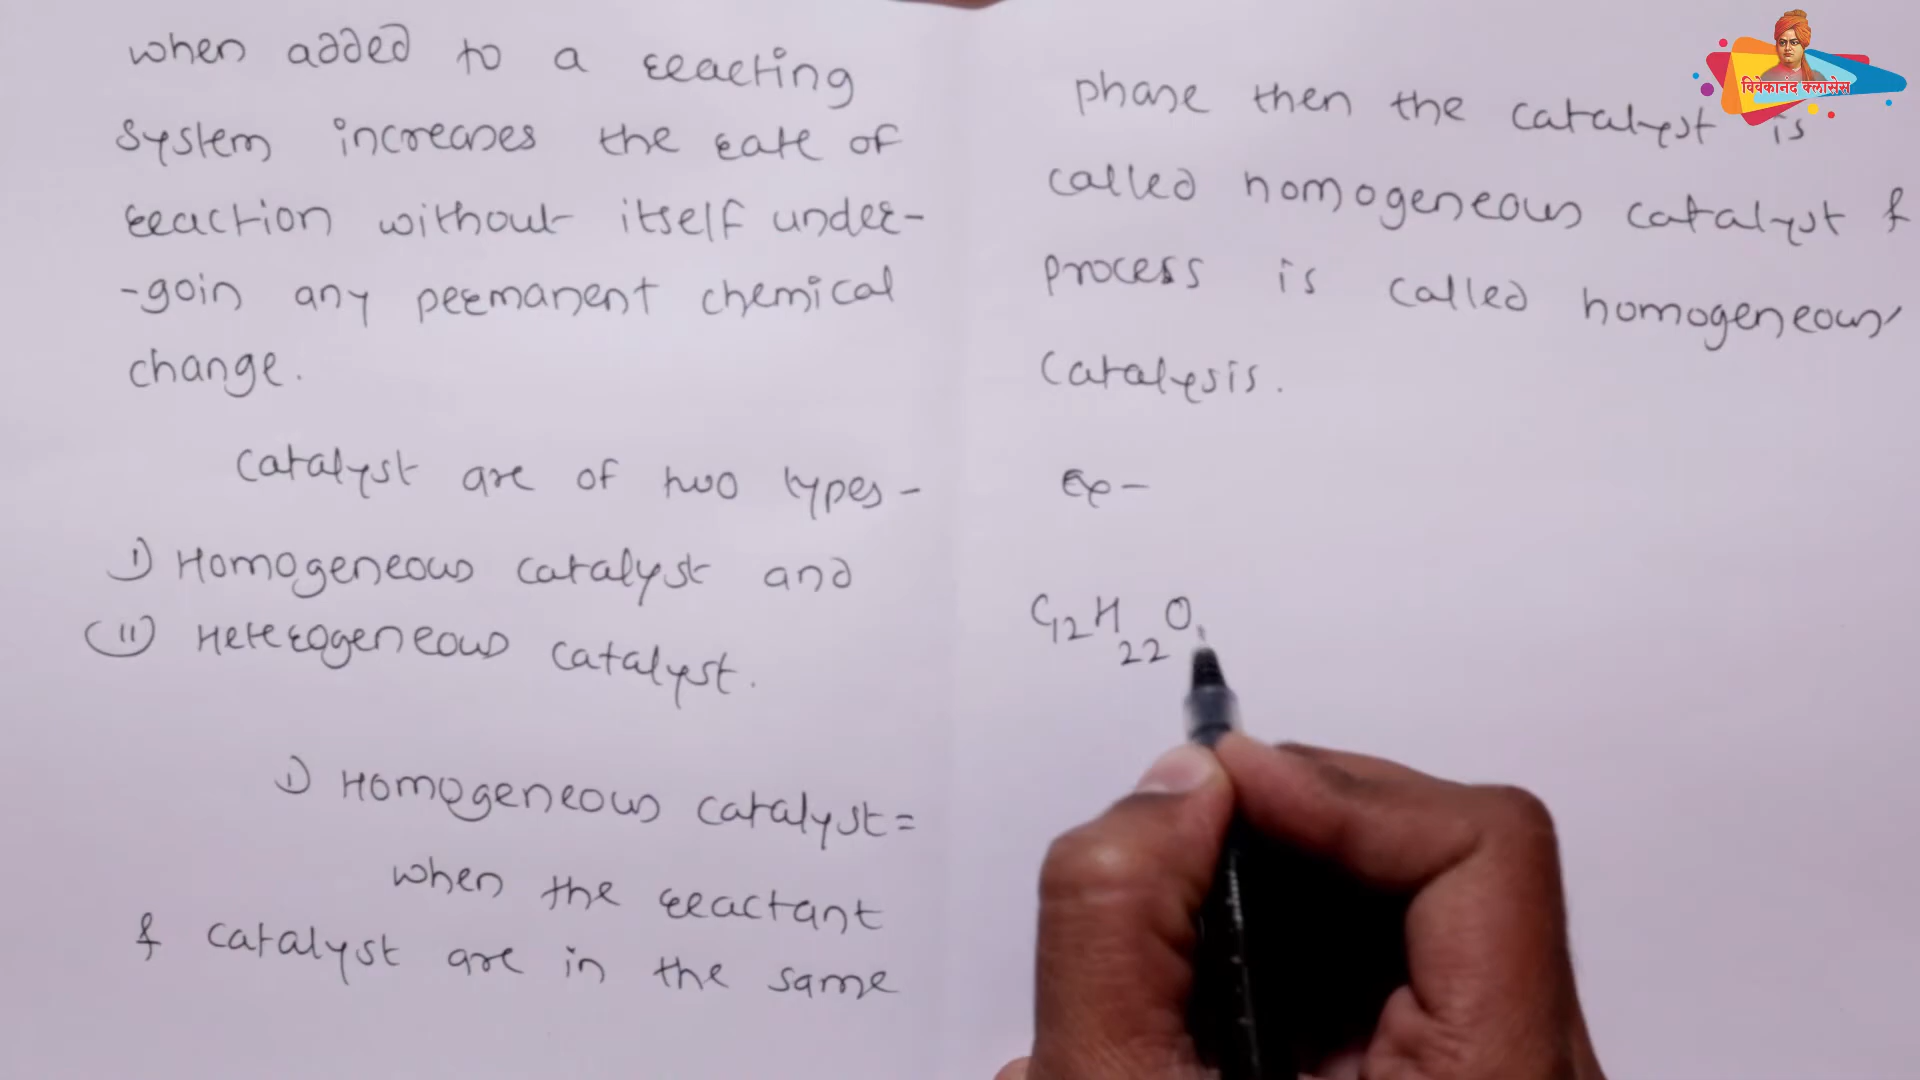 when added to a reacting
system increases the rate of
reaction without itself under-
-goin any permanent chemical
change.
Catalyst are of two types -
i) Homogeneous catalyst and
(ii) Heterogeneous catalyst.
i) Homogeneous catalyst =
when the reactant
& catalyst are in the same
विवेकानंद क्लासेस
phase then the catalyst is
called homogeneous catalyst &
process is called homogeneous
catalysis.
Ex -
C12H22O